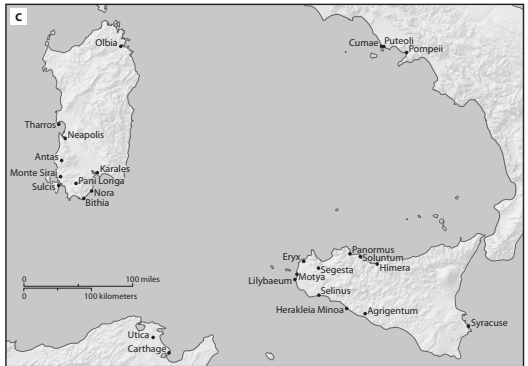 c
Olbia
Cumae
Puteoli
Pompeii
Tharros
Neapolis
Antas
Monte Sirai
Karales
Pani Loriga
Sulcis
Nora
Bithia
Eryx
Panormus
Soluntum
Segesta
Himera
Motya
Lilybaeum
Selinus
Herakleia Minoa
Agrigentum
Syracuse
0
100 miles
0
100 kilometers
Utica
Carthage